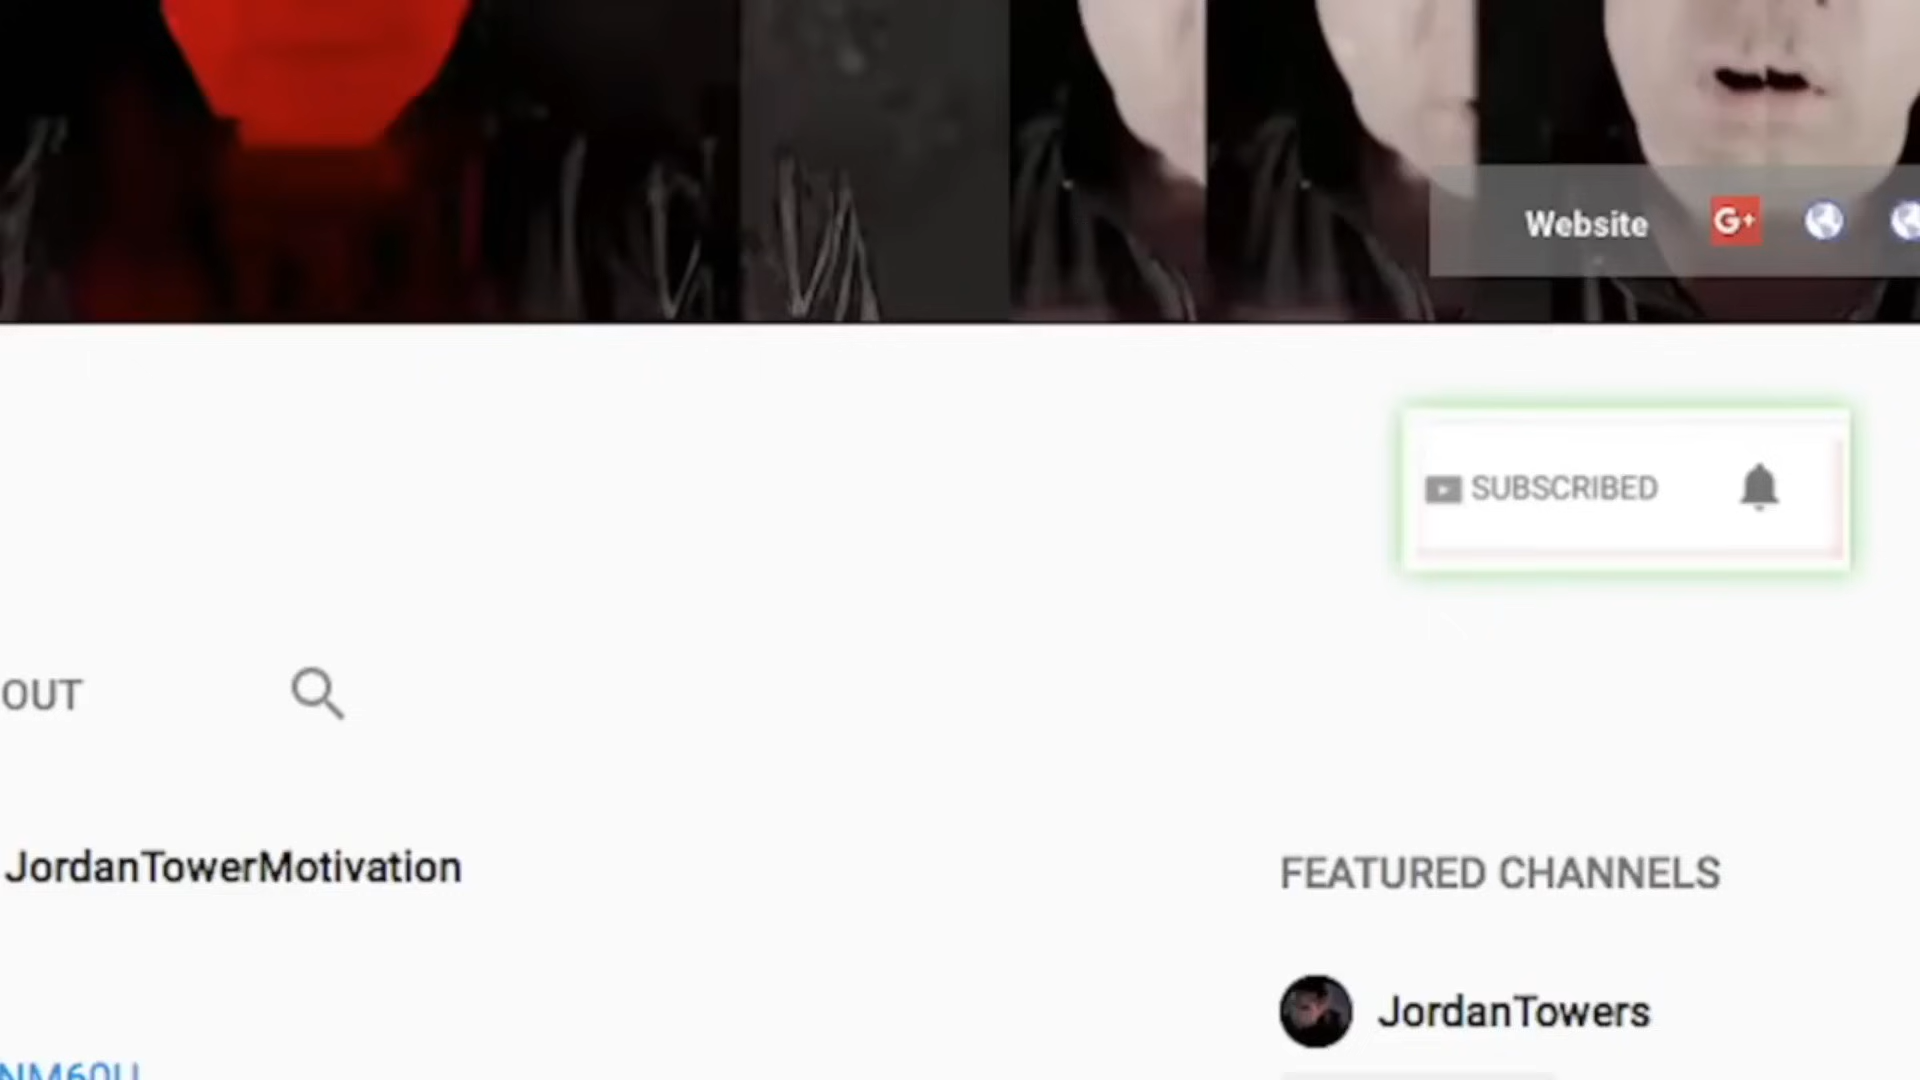 Website G+
SUBSCRIBED
OUT
JordanTowerMotivation
FEATURED CHANNELS
JordanTowers